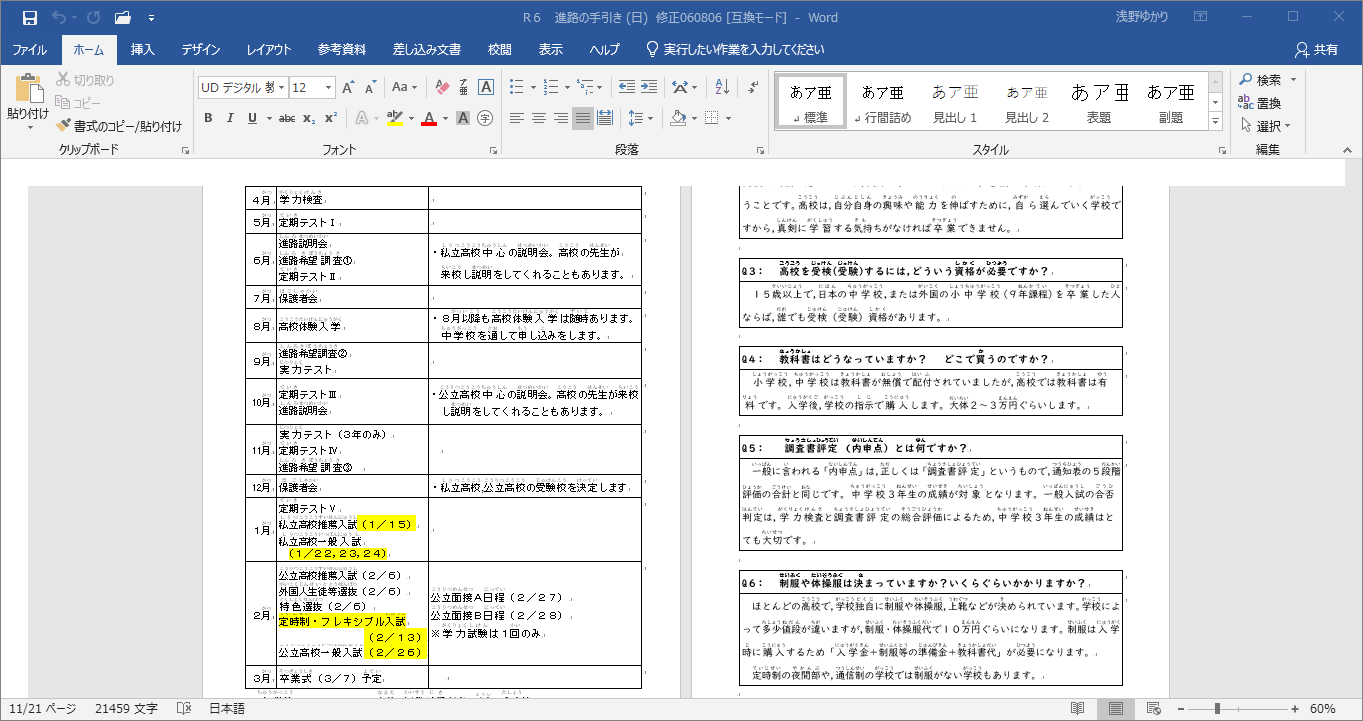 R6 進路の手引き (日) 修正060806 [互換モード] - Word
浅野ゆかり
ファイル ホーム 挿入 デザイン レイアウト 参考資料 差し込み文書 校閲 表示 ヘルプ 実行したい作業を入力してください 共有
貼り付け
切り取り
コピー
書式のコピー/貼り付け
クリップボード
UD デジタル 教 12
フォント
段落
あア亜 あア亜 あア亜 あア亜 あア亜 あア亜
標準 行間詰め 見出し 1 見出し 2 表題 副題
スタイル
検索
置換
選択
編集
4月 学力検査
5月 定期テストⅠ
6月 進路説明会
進路希望調査①
定期テストⅡ
・私立高校中心の説明会。高校の先生が
来校し説明をしてくれることもあります。
7月 保護者会
8月 高校体験入学
・8月以降も高校体験入学は随時あります。
中学校を通して申し込みをします。
9月 進路希望調査②
実力テスト
10月 定期テストⅢ
進路説明会
・公立高校中心の説明会。高校の先生が来校
し説明をしてくれることもあります。
11月 実力テスト（3年のみ）
定期テストⅣ
進路希望調査③
12月 保護者会
・私立高校,公立高校の受験校を決定します
1月 定期テストⅤ
私立高校推薦入試（1／15）
私立高校一般入試
（1／22,23,24）
2月 公立高校推薦入試（2／6）
外国人生徒等選抜（2／6）
特色選抜（2／6）
定時制・フレキシブル入試
（2／13）
公立高校一般入試（2／26）
公立面接A日程（2／27）
公立面接B日程（2／28）
※学力試験は1回のみ
3月 卒業式（3／7）予定
うことです。高校は,自分自身の興味や能力を伸ばすために,自ら選んでいく学校で
すから,真剣に学習する気持ちがなければ卒業できません。
Q3： 高校を受検(受験)するには,どういう資格が必要ですか？
15歳以上で,日本の中学校,または外国の小中学校（9年課程）を卒業した人
ならば,誰でも受検（受験）資格があります。
Q4： 教科書はどうなっていますか？ どこで買うのですか？
小学校,中学校は教科書が無償で配付されていましたが,高校では教科書は有
料です。入学後,学校の指示で購入します。大体2～3万円ぐらいします。
Q5： 調査書評定（内申点）とは何ですか？
一般に言われる「内申点」は,正しくは「調査書評定」というもので,通知表の5段階
評価の合計と同じです。中学校3年生の成績が対象となります。一般入試の合否
判定は,学力検査と調査書評定の総合評価によるため,中学校3年生の成績はと
ても大切です。
Q6： 制服や体操服は決まっていますか？いくらぐらいかかりますか？
ほとんどの高校で,学校独自に制服や体操服,上靴などが決められています。学校によ
って多少値段が違いますが,制服・体操服代で10万円ぐらいになります。制服は入学
時に購入するため「入学金＋制服等の準備金＋教科書代」が必要になります。
定時制の夜間部や,通信制の学校では制服がない学校もあります。
11/21 ページ 21459 文字 日本語 60%